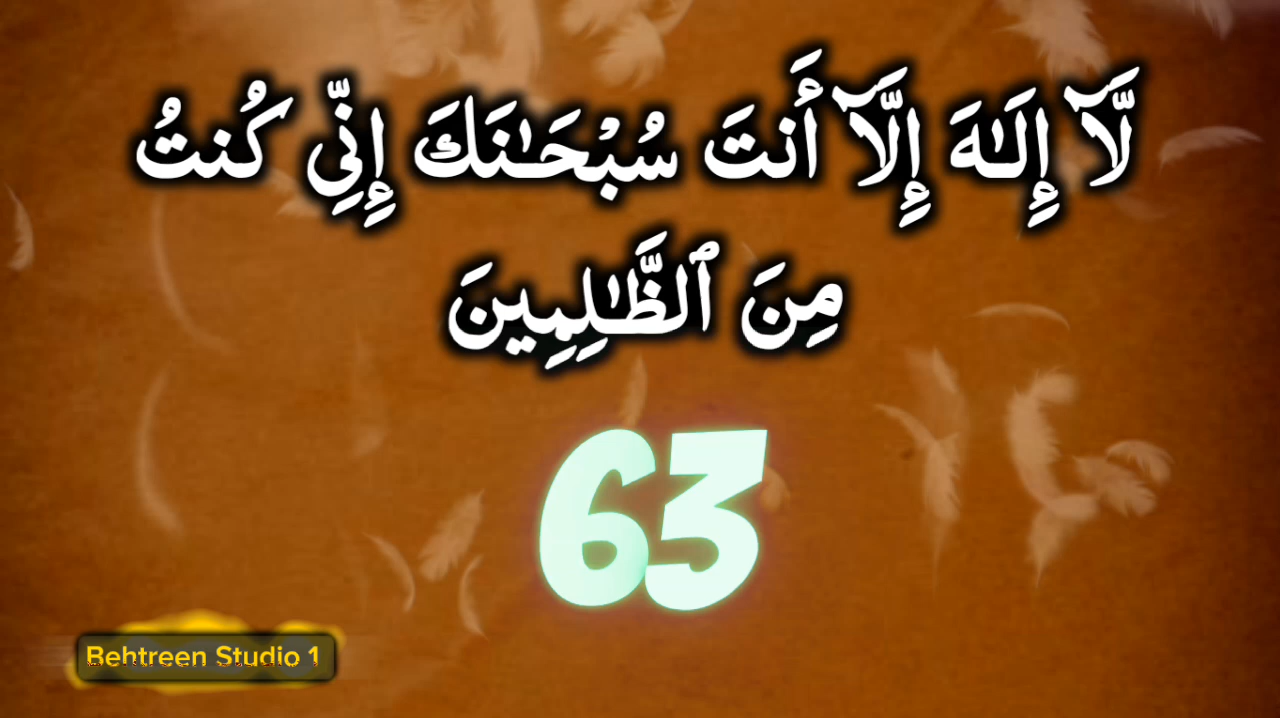 لَّآ إِلَـٰهَ إِلَّآ أَنتَ سُبْحَـٰنَكَ إِنِّي كُنتُ
مِنَ ٱلظَّـٰلِمِينَ
63
Behtreen Studio 1